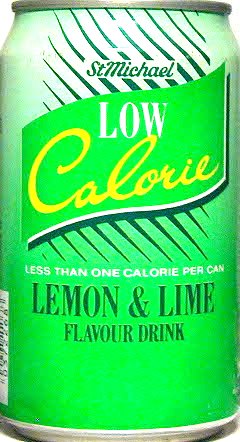 StMichael
LOW
Calorie
LESS THAN ONE CALORIE PER CAN
LEMON & LIME
FLAVOUR DRINK